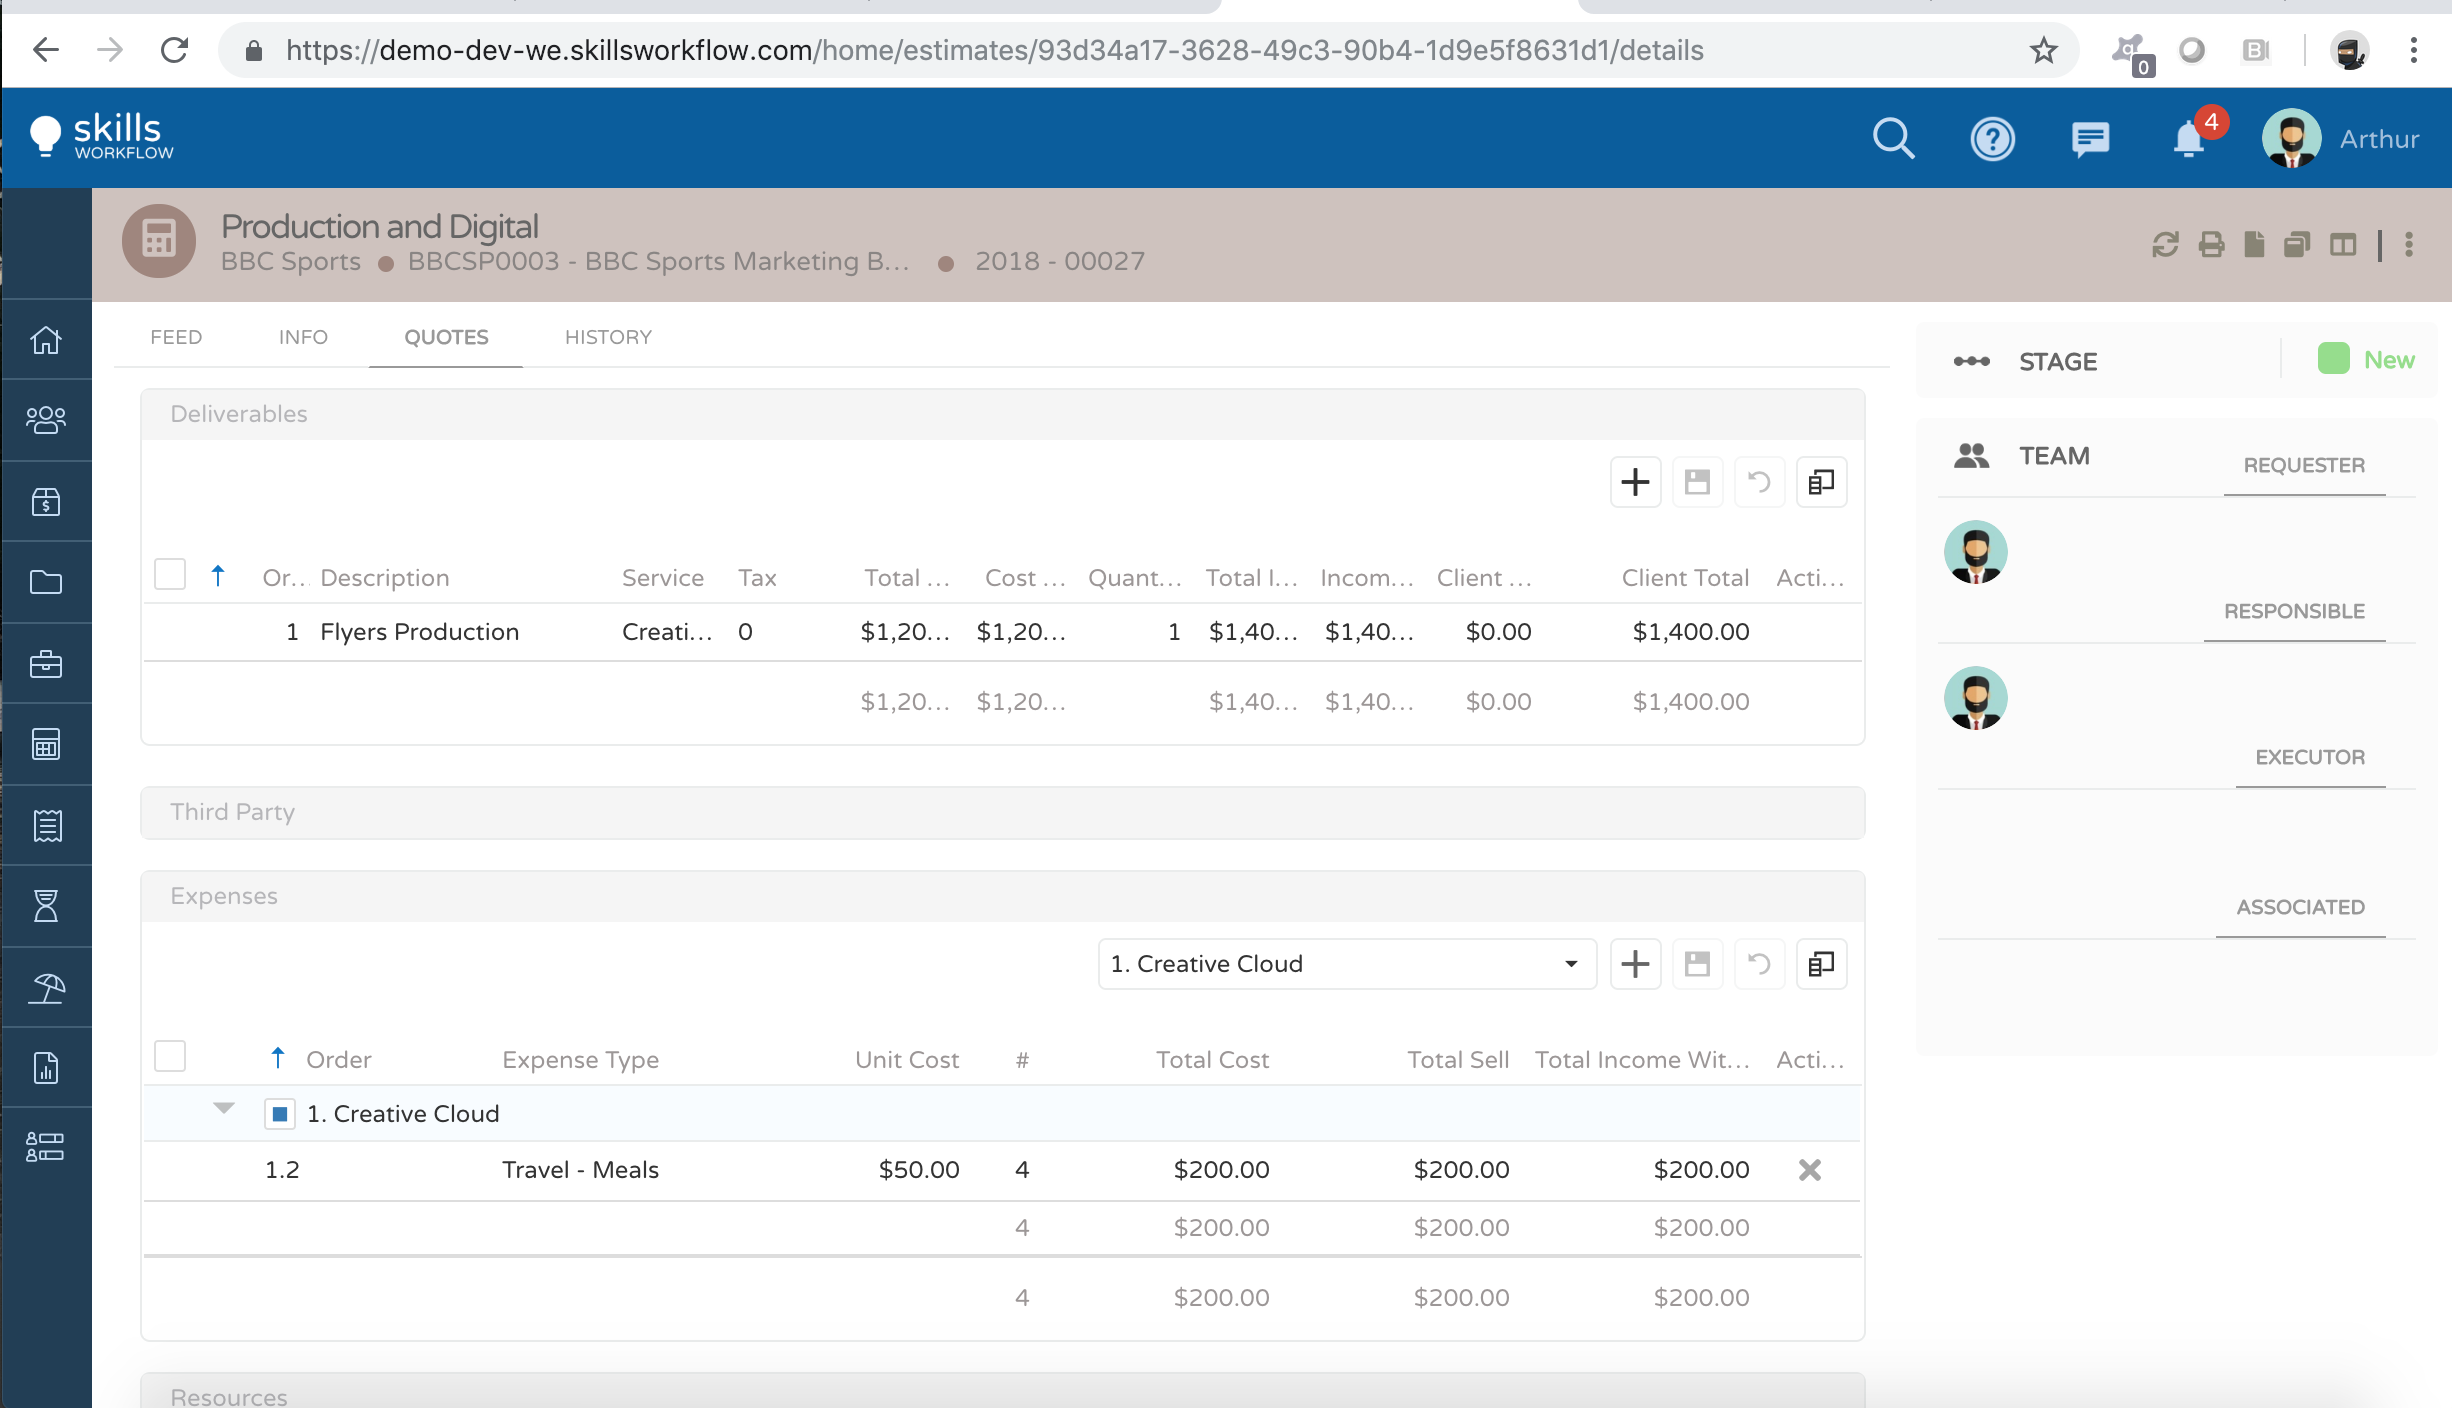 https://demo-dev-we.skillsworkflow.com/home/estimates/93d34a17-3628-49c3-90b4-1d9e5f8631d1/details
0
skills
WORKFLOW
4
Arthur
Production and Digital
BBC Sports ● BBCSP0003 - BBC Sports Marketing B... ● 2018 - 00027
FEED INFO QUOTES HISTORY
Deliverables
Or... Description Service Tax Total ... Cost ... Quant... Total I... Incom... Client ... Client Total Acti...
1 Flyers Production Creati... 0 $1,20... $1,20... 1 $1,40... $1,40... $0.00 $1,400.00
$1,20... $1,20... $1,40... $1,40... $0.00 $1,400.00
Third Party
Expenses
1. Creative Cloud
Order Expense Type Unit Cost # Total Cost Total Sell Total Income Wit... Acti...
1. Creative Cloud
1.2 Travel - Meals $50.00 4 $200.00 $200.00 $200.00
4 $200.00 $200.00 $200.00
4 $200.00 $200.00 $200.00
Resources
STAGE New
TEAM REQUESTER
RESPONSIBLE
EXECUTOR
ASSOCIATED